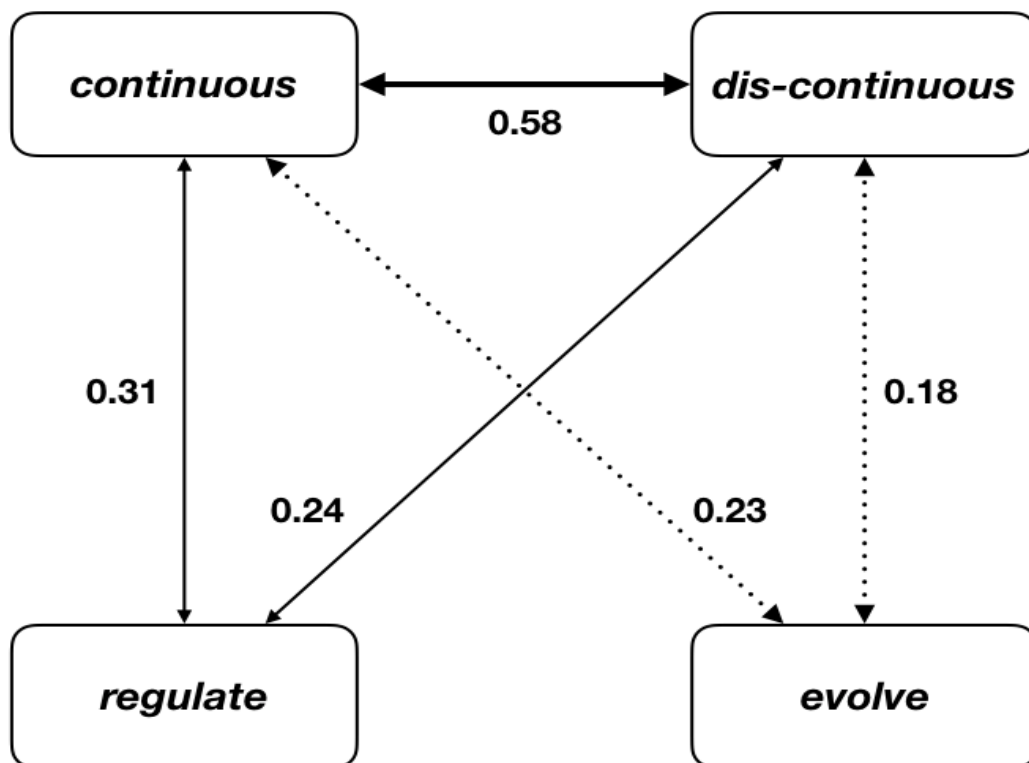 continuous
dis-continuous
0.58
0.31
0.18
0.24
0.23
regulate
evolve